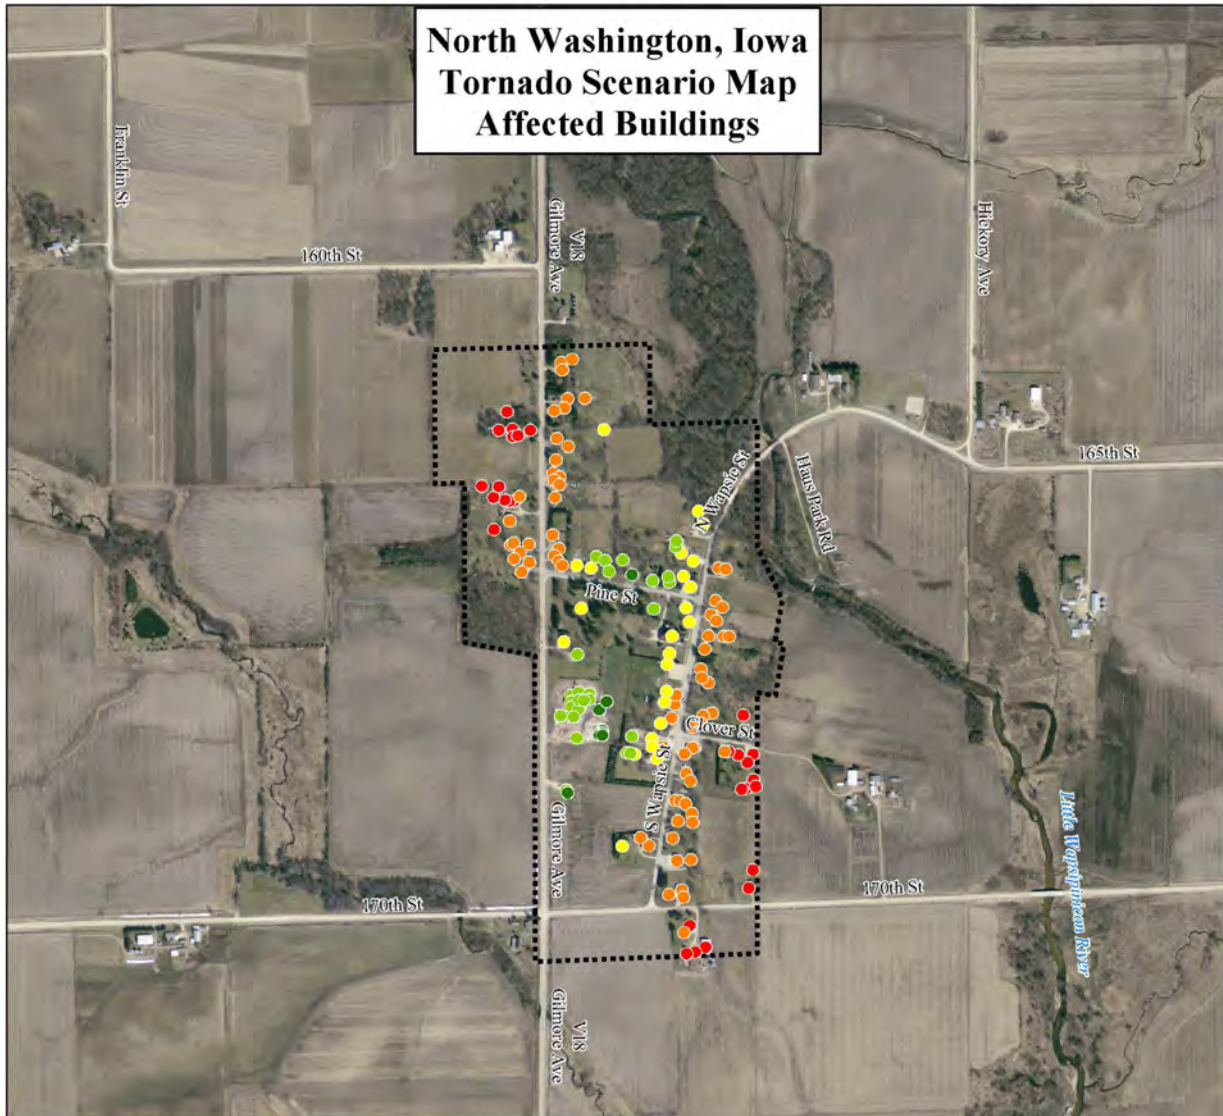 North Washington, Iowa
Tornado Scenario Map
Affected Buildings
Franklin St
V18
Gilmore Ave
Hickory Ave
160th St
165th St
N Wapsie St
Haus Park Rd
Pine St
Clover St
S Wapsie St
Gilmore Ave
170th St
170th St
Little Wapsipinicon River
V18
Gilmore Ave